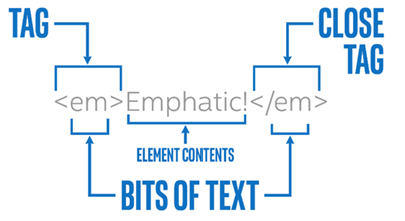 TAG
CLOSE
TAG
<em>Emphatic!</em>
ELEMENT CONTENTS
BITS OF TEXT